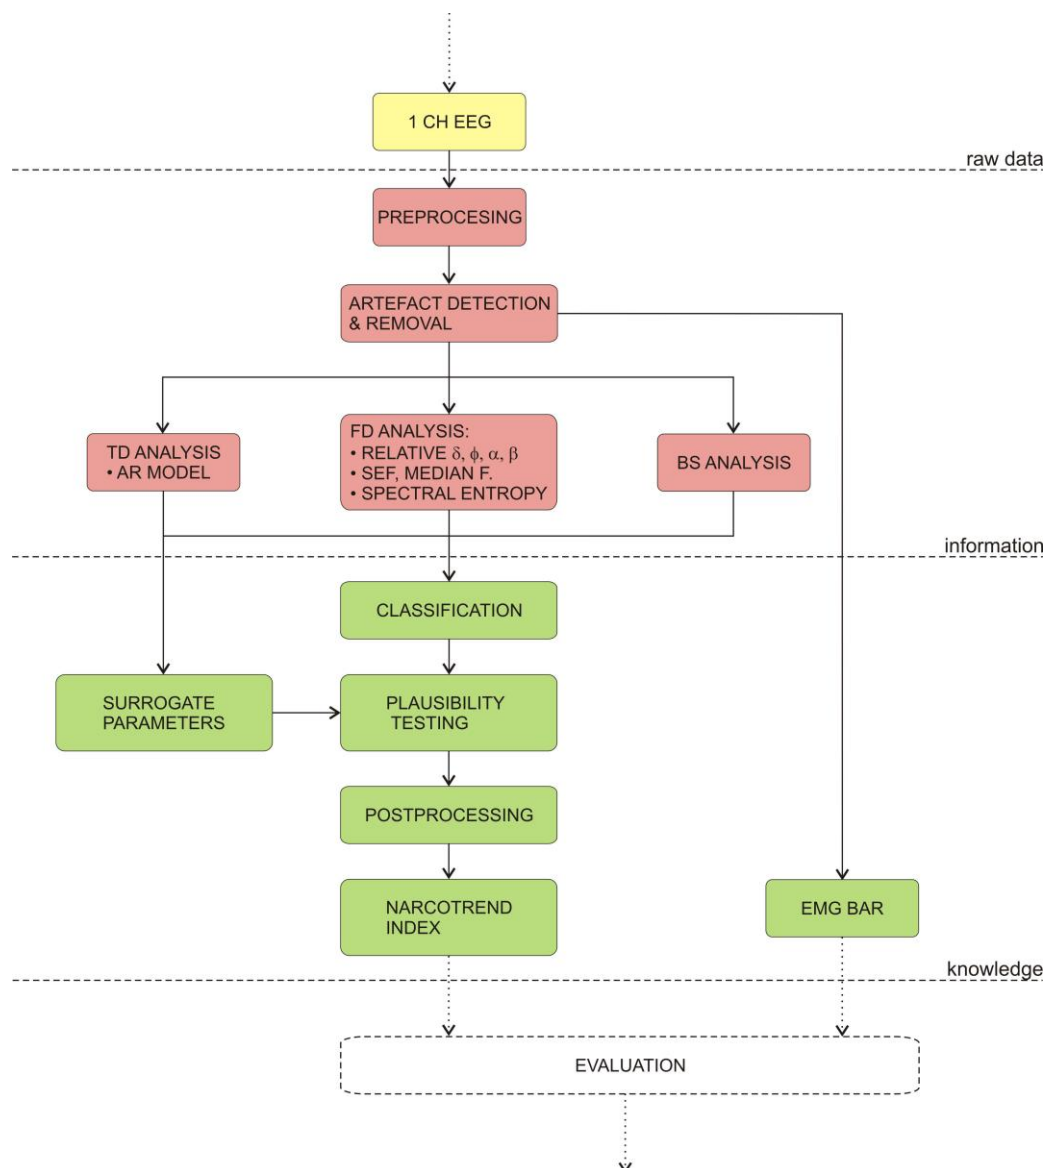 1 CH EEG
raw data
PREPROCESING
ARTEFACT DETECTION
& REMOVAL
TD ANALYSIS
• AR MODEL
FD ANALYSIS:
• RELATIVE δ, ϕ, α, β
• SEF, MEDIAN F.
• SPECTRAL ENTROPY
BS ANALYSIS
information
CLASSIFICATION
SURROGATE
PARAMETERS
PLAUSIBILITY
TESTING
POSTPROCESSING
NARCOTREND
INDEX
EMG BAR
knowledge
EVALUATION